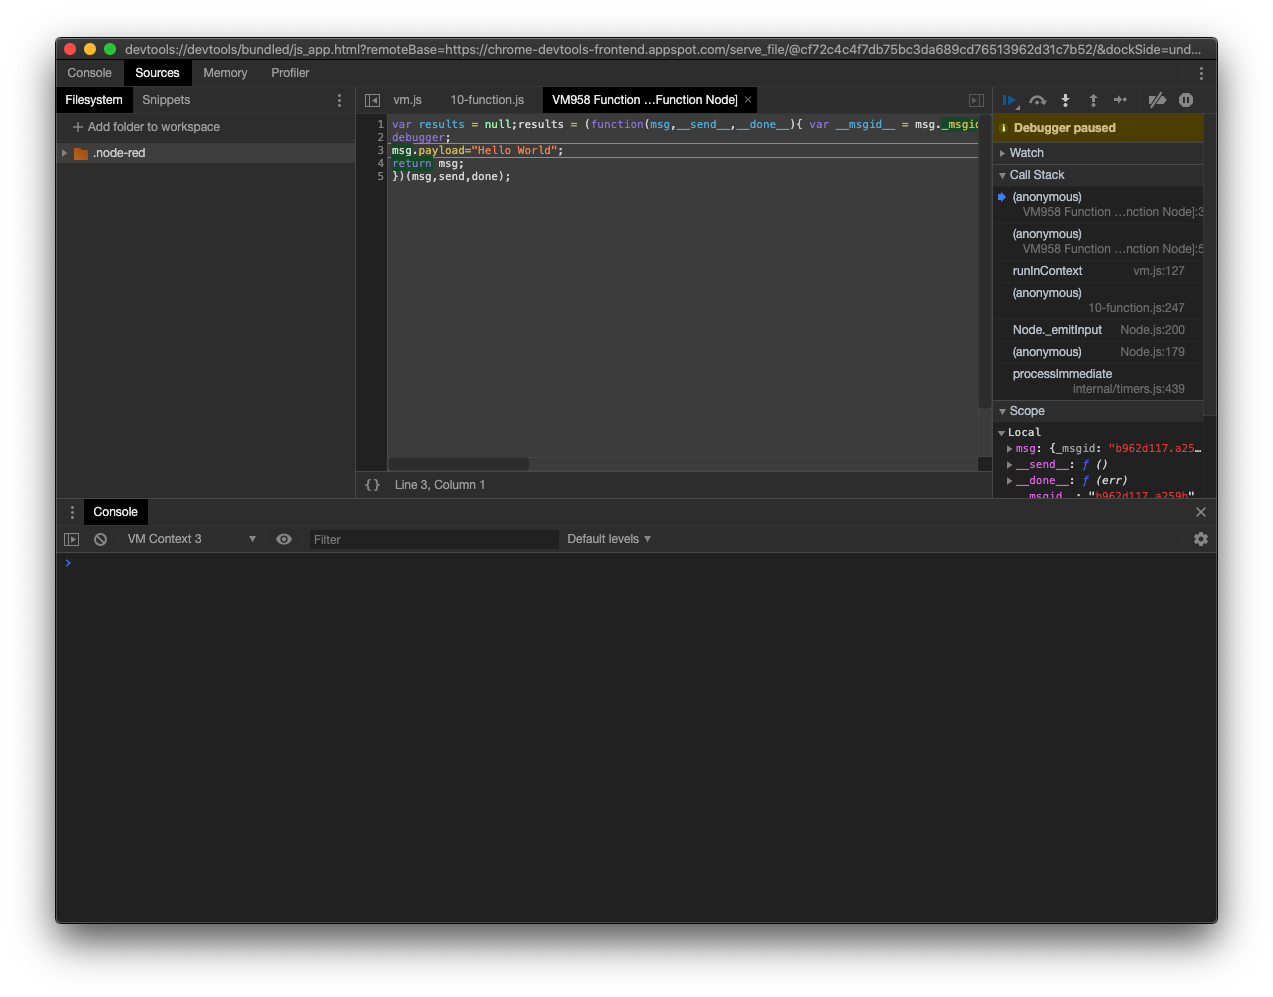 devtools://devtools/bundled/js_app.html?remoteBase=https://chrome-devtools-frontend.appspot.com/serve_file/@cf72c4c4f7db75bc3da689cd76513962d31c7b52/&dockSide=und...
Console Sources Memory Profiler
Filesystem Snippets
vm.js 10-function.js VM958 Function ...Function Node] ×
+ Add folder to workspace
.node-red
1 var results = null;results = (function(msg,__send__,__done__){ var __msgid__ = msg._msgid
2 debugger;
3 msg.payload="Hello World";
4 return msg;
5 })(msg,send,done);
{ } Line 3, Column 1
Debugger paused
Watch
Call Stack
(anonymous)
VM958 Function ...nction Node]:3
(anonymous)
VM958 Function ...nction Node]:5
runInContext vm.js:127
(anonymous)
10-function.js:247
Node._emitInput Node.js:200
(anonymous) Node.js:179
processImmediate
internal/timers.js:439
Scope
Local
msg: {_msgid: "b962d117.a25...
__send__: ƒ ()
__done__: ƒ (err)
__msgid__: "b962d117.a259b"
Console ×
VM Context 3 Filter Default levels